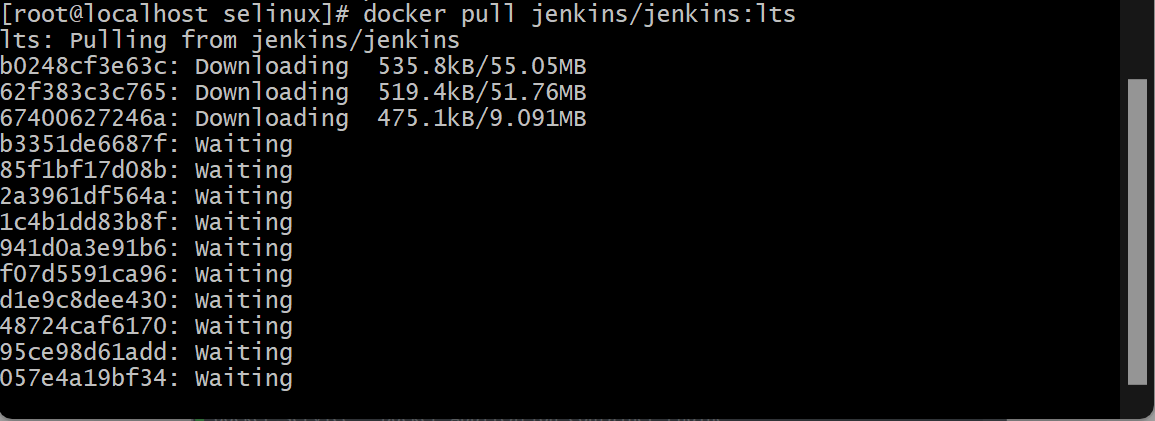 [root@localhost selinux]# docker pull jenkins/jenkins:lts
lts: Pulling from jenkins/jenkins
b0248cf3e63c: Downloading  535.8kB/55.05MB
62f383c3c765: Downloading  519.4kB/51.76MB
67400627246a: Downloading  475.1kB/9.091MB
b3351de6687f: Waiting
85f1bf17d08b: Waiting
2a3961df564a: Waiting
1c4b1dd83b8f: Waiting
941d0a3e91b6: Waiting
f07d5591ca96: Waiting
d1e9c8dee430: Waiting
48724caf6170: Waiting
95ce98d61add: Waiting
057e4a19bf34: Waiting